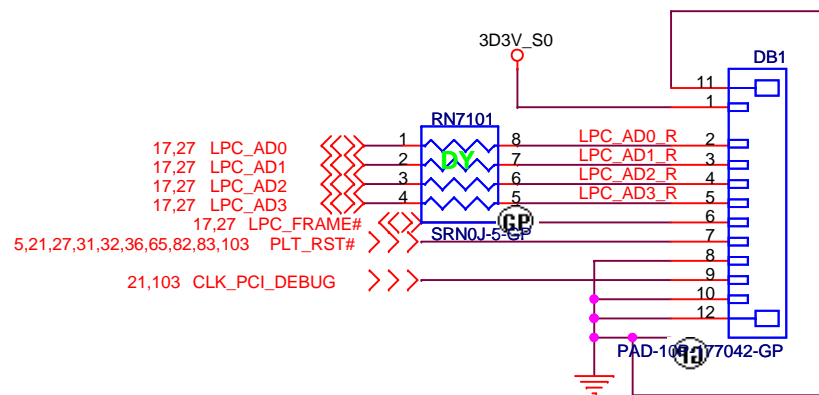 3D3V_S0
DB1
11
1
RN7101
17,27 LPC_AD0
1
8
LPC_AD0_R
2
17,27 LPC_AD1
2
DY
7
LPC_AD1_R
3
17,27 LPC_AD2
3
6
LPC_AD2_R
4
17,27 LPC_AD3
4
5
LPC_AD3_R
5
17,27 LPC_FRAME#
GP
6
SRN0J-5-GP
5,21,27,31,32,36,65,82,83,103 PLT_RST#
7
8
21,103 CLK_PCI_DEBUG
9
10
12
GP